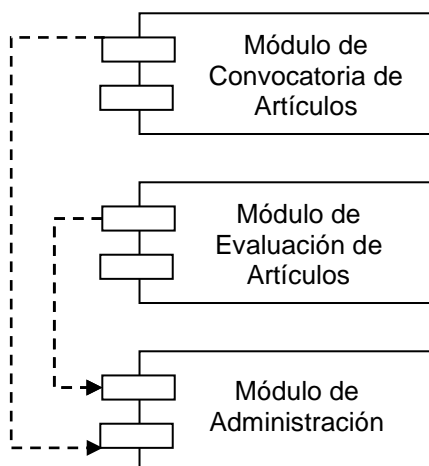 Módulo de
Convocatoria de
Artículos
Módulo de
Evaluación de
Artículos
Módulo de
Administración